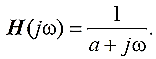 H(jω) = 1 / (a + jω).